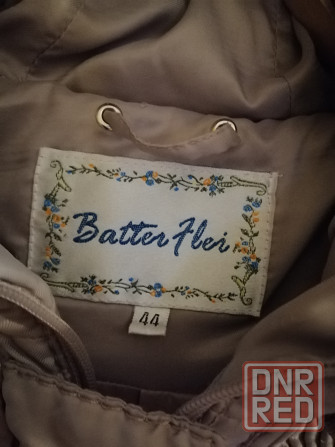 Batter Flei
44
DNR
RED